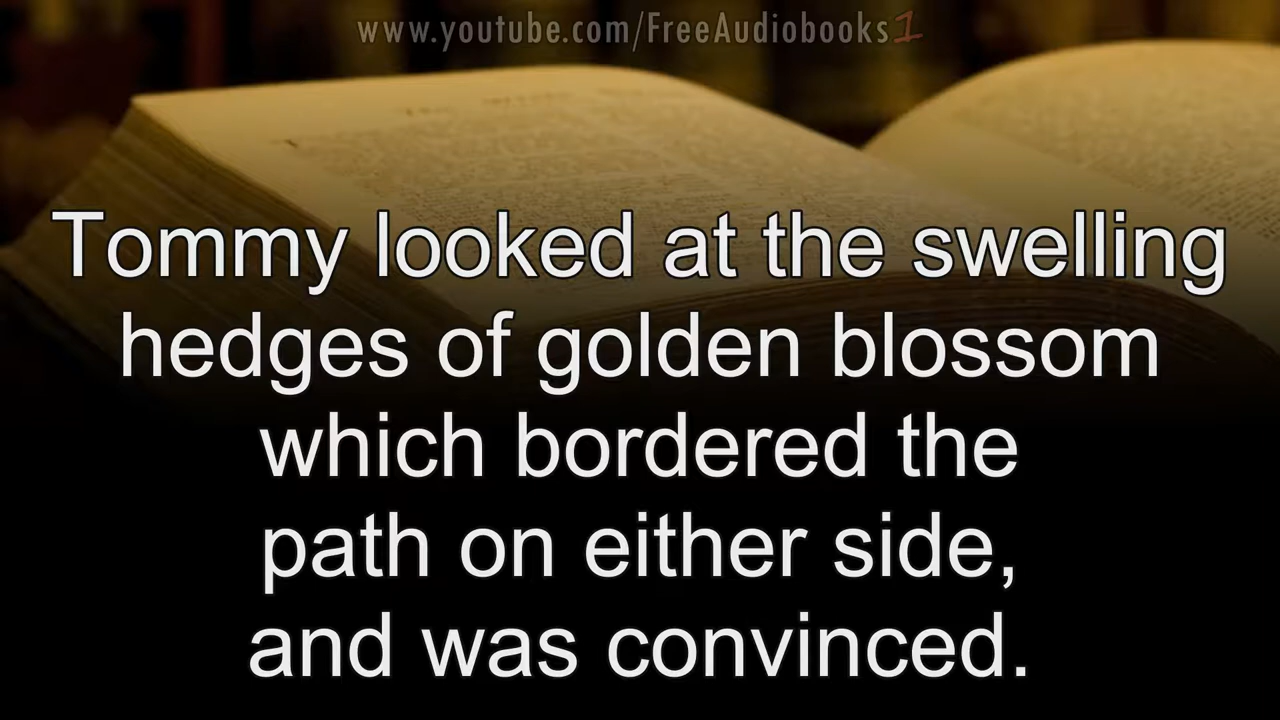 www.youtube.com/FreeAudiobooks1
Tommy looked at the swelling
hedges of golden blossom
which bordered the
path on either side,
and was convinced.